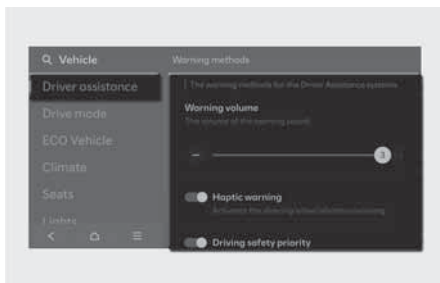 Vehicle
Warning methods
Driver assistance
The warning methods for the Driver Assistance systems
Drive mode
Warning volume
The volume of the warning sound
ECO Vehicle
3
Climate
Seats
Haptic warning
Lights
Driving safety priority